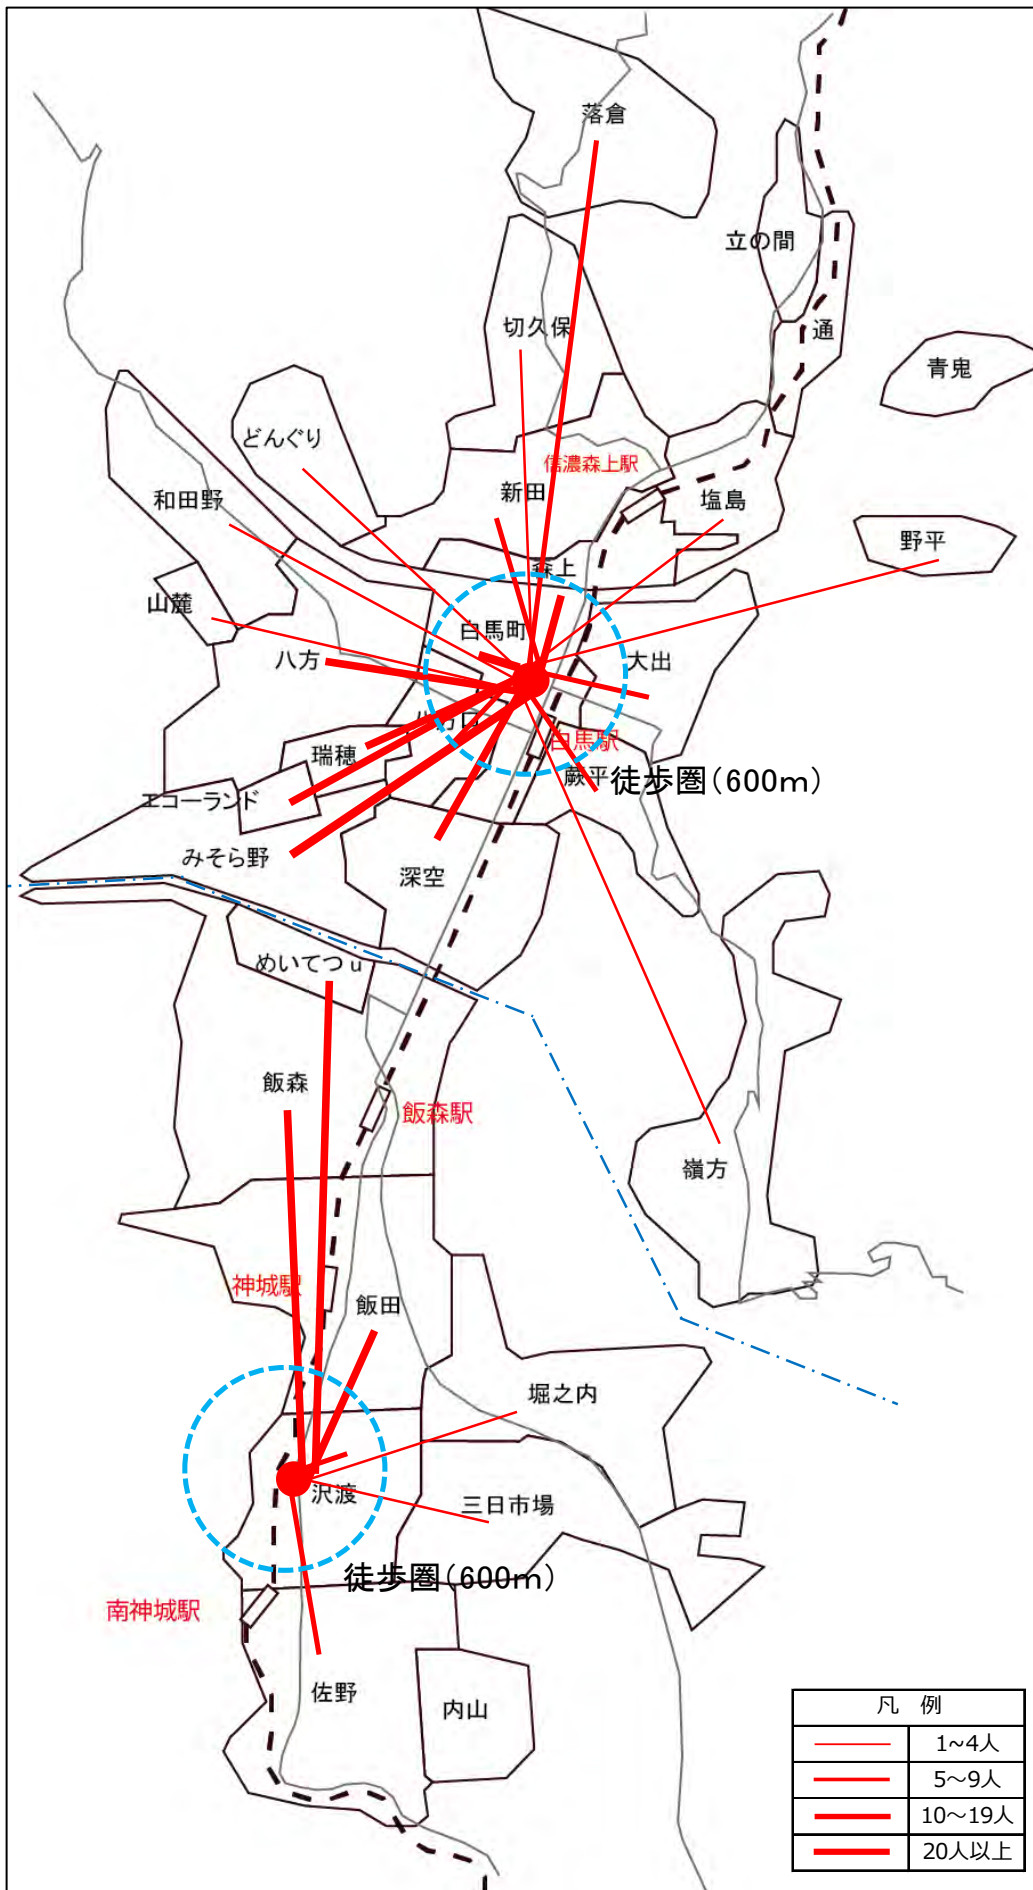 落倉
立の間
通
切久保
青鬼
どんぐり
信濃森上駅
新田
和田野
塩島
野平
森上
山麓
白馬町
八方
大出
八方口
白馬駅
瑞穂
蕨平
徒歩圏(600m)
エコーランド
みそら野
深空
めいてつu
飯森
飯森駅
嶺方
神城駅
飯田
堀之内
沢渡
三日市場
徒歩圏(600m)
南神城駅
佐野
内山
凡 例
1~4人
5~9人
10~19人
20人以上